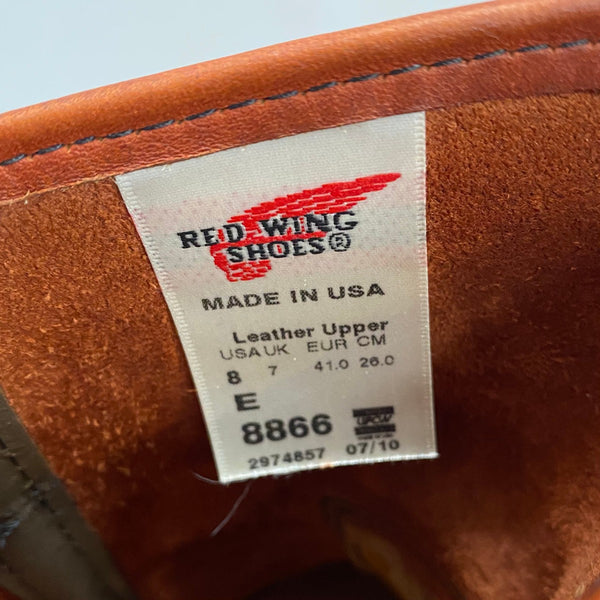 RED WING
SHOES®
MADE IN USA
Leather Upper
USA UK EUR CM
8 7 41.0 26.0
E
8866
2974857 07/10